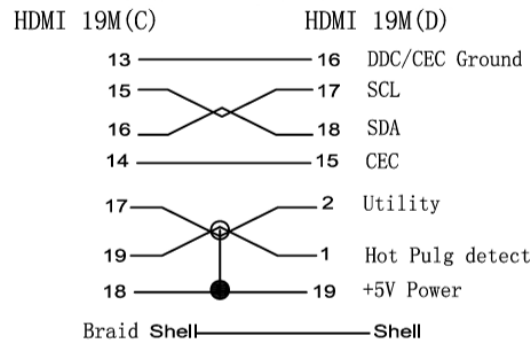 HDMI 19M(C) HDMI 19M(D)
13 16 DDC/CEC Ground
15 17 SCL
16 18 SDA
14 15 CEC
17 2 Utility
19 1 Hot Pulg detect
18 19 +5V Power
Braid Shell Shell